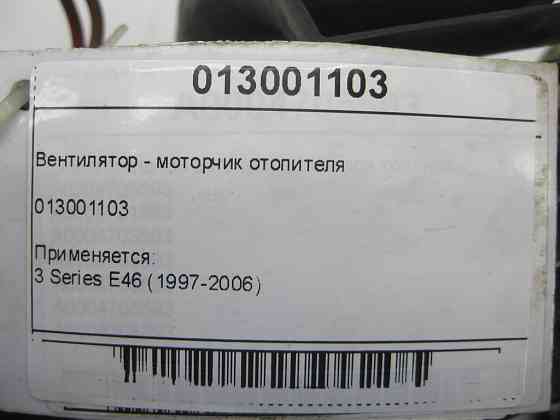 013001103
Вентилятор - моторчик отопителя
013001103
Применяется:
3 Series E46 (1997-2006)